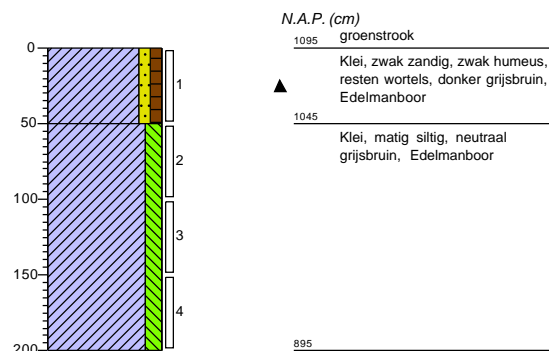 N.A.P. (cm)
0
1095 groenstrook
Klei, zwak zandig, zwak humeus,
resten wortels, donker grijsbruin,
Edelmanboor
1
50
1045
Klei, matig siltig, neutraal
grijsbruin, Edelmanboor
2
100
3
150
4
200
895